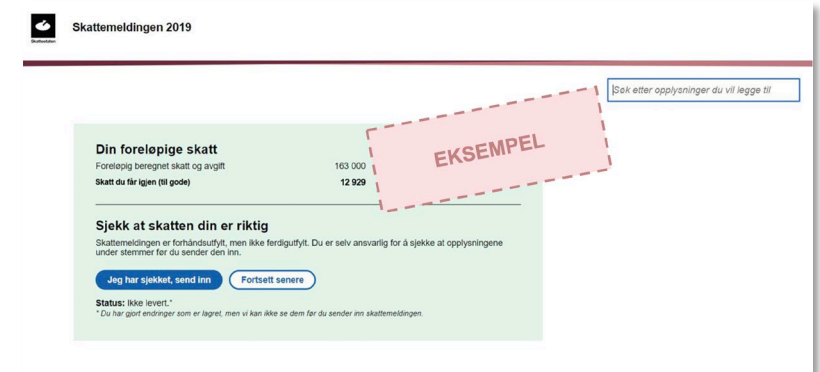 Skatteetaten
Skattemeldingen 2019
Søk etter opplysninger du vil legge til
EKSEMPEL
Din foreløpige skatt
Foreløpig beregnet skatt og avgift 163 000
Skatt du får igjen (til gode) 12 929
Sjekk at skatten din er riktig
Skattemeldingen er forhåndsutfylt, men ikke ferdigutfylt. Du er selv ansvarlig for å sjekke at opplysningene
under stemmer før du sender den inn.
Jeg har sjekket, send inn Fortsett senere
Status: Ikke levert.*
* Du har gjort endringer som er lagret, men vi kan ikke se dem før du sender inn skattemeldingen.